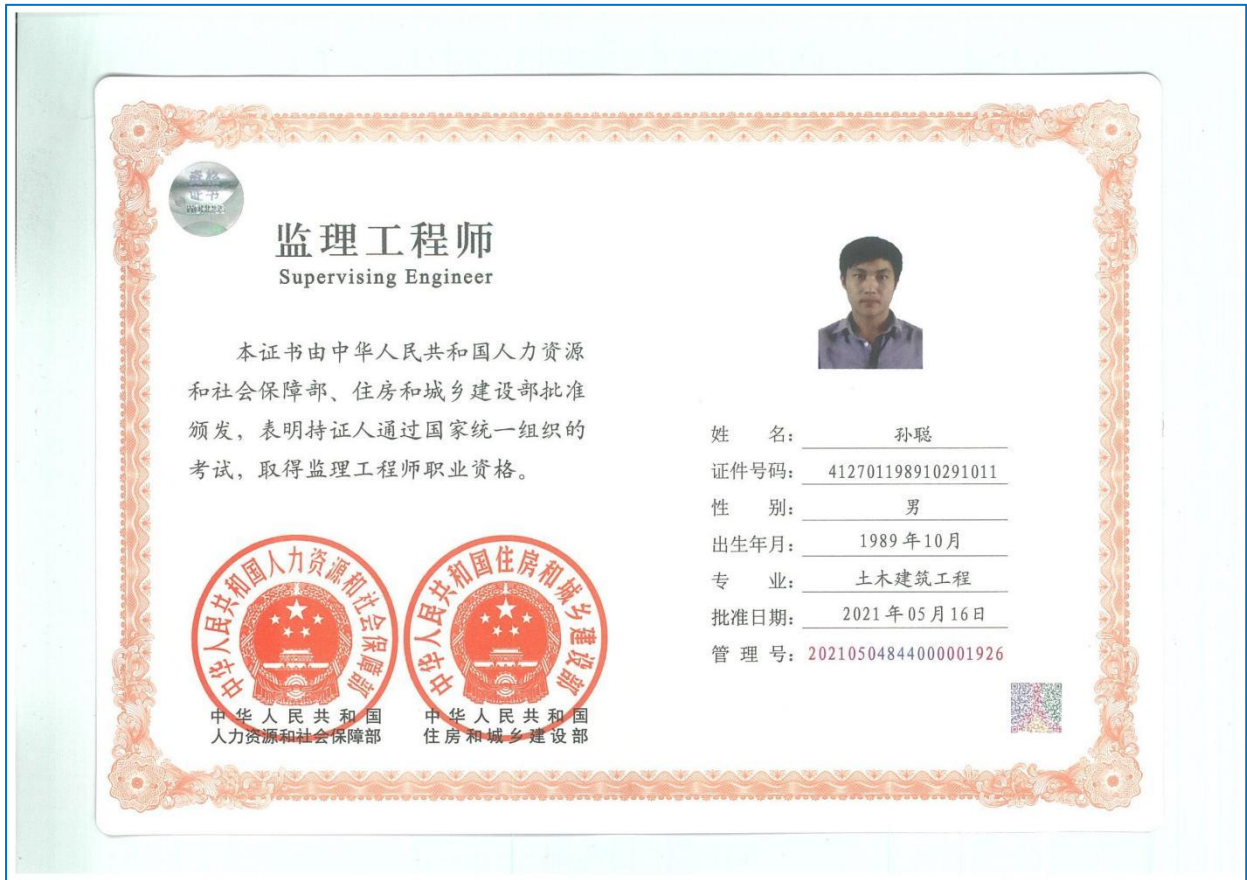 资格
证书
监理工程师
Supervising Engineer
本证书由中华人民共和国人力资源
和社会保障部、住房和城乡建设部批准
颁发，表明持证人通过国家统一组织的
考试，取得监理工程师职业资格。
中华人民共和国人力资源和社会保障部
中华人民共和国
人力资源和社会保障部
中华人民共和国住房和城乡建设部
中华人民共和国
住房和城乡建设部
姓 名： 孙聪
证件号码： 412701198910291011
性 别： 男
出生年月： 1989年10月
专 业： 土木建筑工程
批准日期： 2021年05月16日
管 理 号： 20210504844000001926